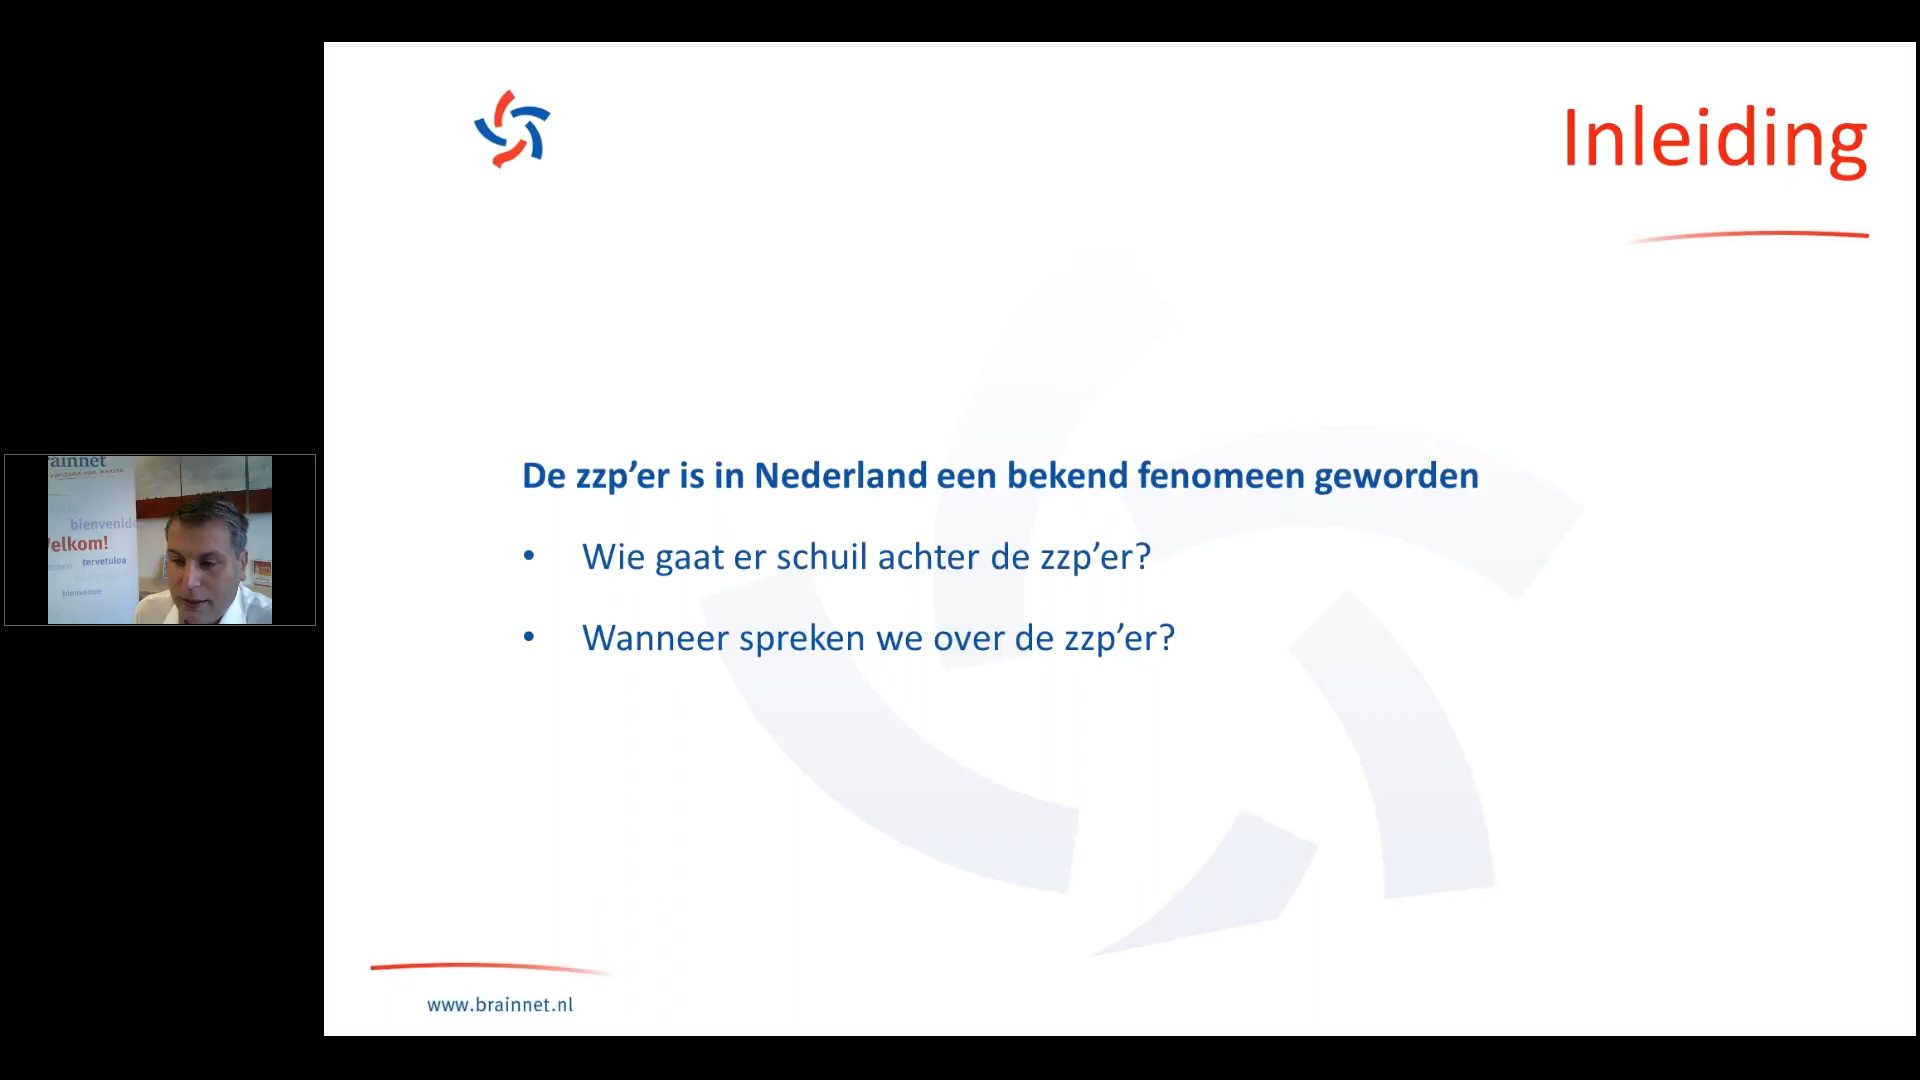 Inleiding
De zzp’er is in Nederland een bekend fenomeen geworden
• Wie gaat er schuil achter de zzp’er?
• Wanneer spreken we over de zzp’er?
www.brainnet.nl
rainnet
bienvenid
elkom!
tervetuloa
bienvenue